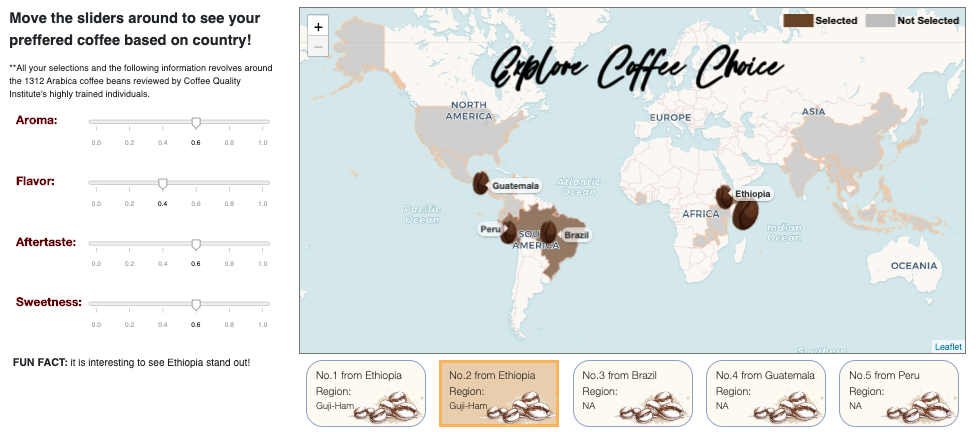 Move the sliders around to see your
preffered coffee based on country!
**All your selections and the following information revolves around
the 1312 Arabica coffee beans reviewed by Coffee Quality
Institute's highly trained individuals.
Aroma:
0.0 0.2 0.4 0.6 0.8 1.0
Flavor:
0.0 0.2 0.4 0.6 0.8 1.0
Aftertaste:
0.0 0.2 0.4 0.6 0.8 1.0
Sweetness:
0.0 0.2 0.4 0.6 0.8 1.0
FUN FACT: it is interesting to see Ethiopia stand out!
+
−
Selected
Not Selected
Explore Coffee Choice
NORTH
AMERICA
EUROPE
ASIA
Guatemala
Atlantic
Ocean
Ethiopia
Pacific
Ocean
AFRICA
Peru
SOU
AMERICA
Brazil
Indian
Ocean
OCEANIA
Southern
Leaflet
No.1 from Ethiopia
Region:
Guji-Ham
No.2 from Ethiopia
Region:
Guji-Ham
No.3 from Brazil
Region:
NA
No.4 from Guatemala
Region:
NA
No.5 from Peru
Region:
NA